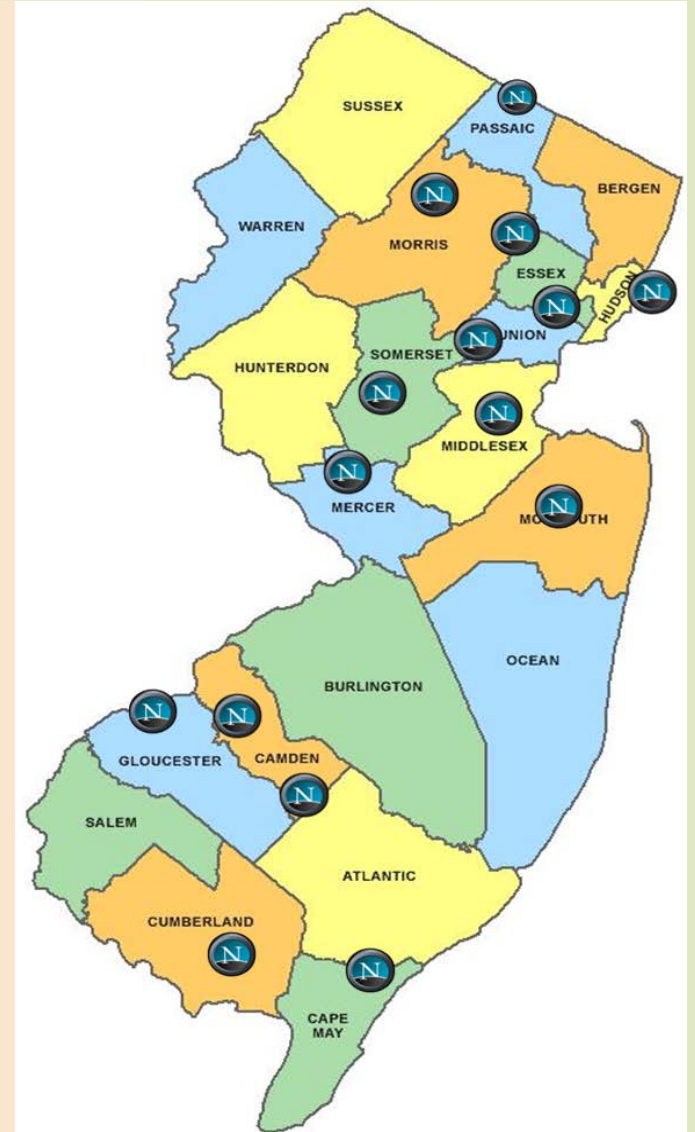 N
SUSSEX
PASSAIC
BERGEN
N
WARREN
N
MORRIS
ESSEX
N
HUDSON
N
UNION
N
SOMERSET
HUNTERDON
N
N
MIDDLESEX
N
MERCER
N
OCEAN
BURLINGTON
N
N
CAMDEN
GLOUCESTER
N
SALEM
ATLANTIC
CUMBERLAND
N
N
CAPE
MAY